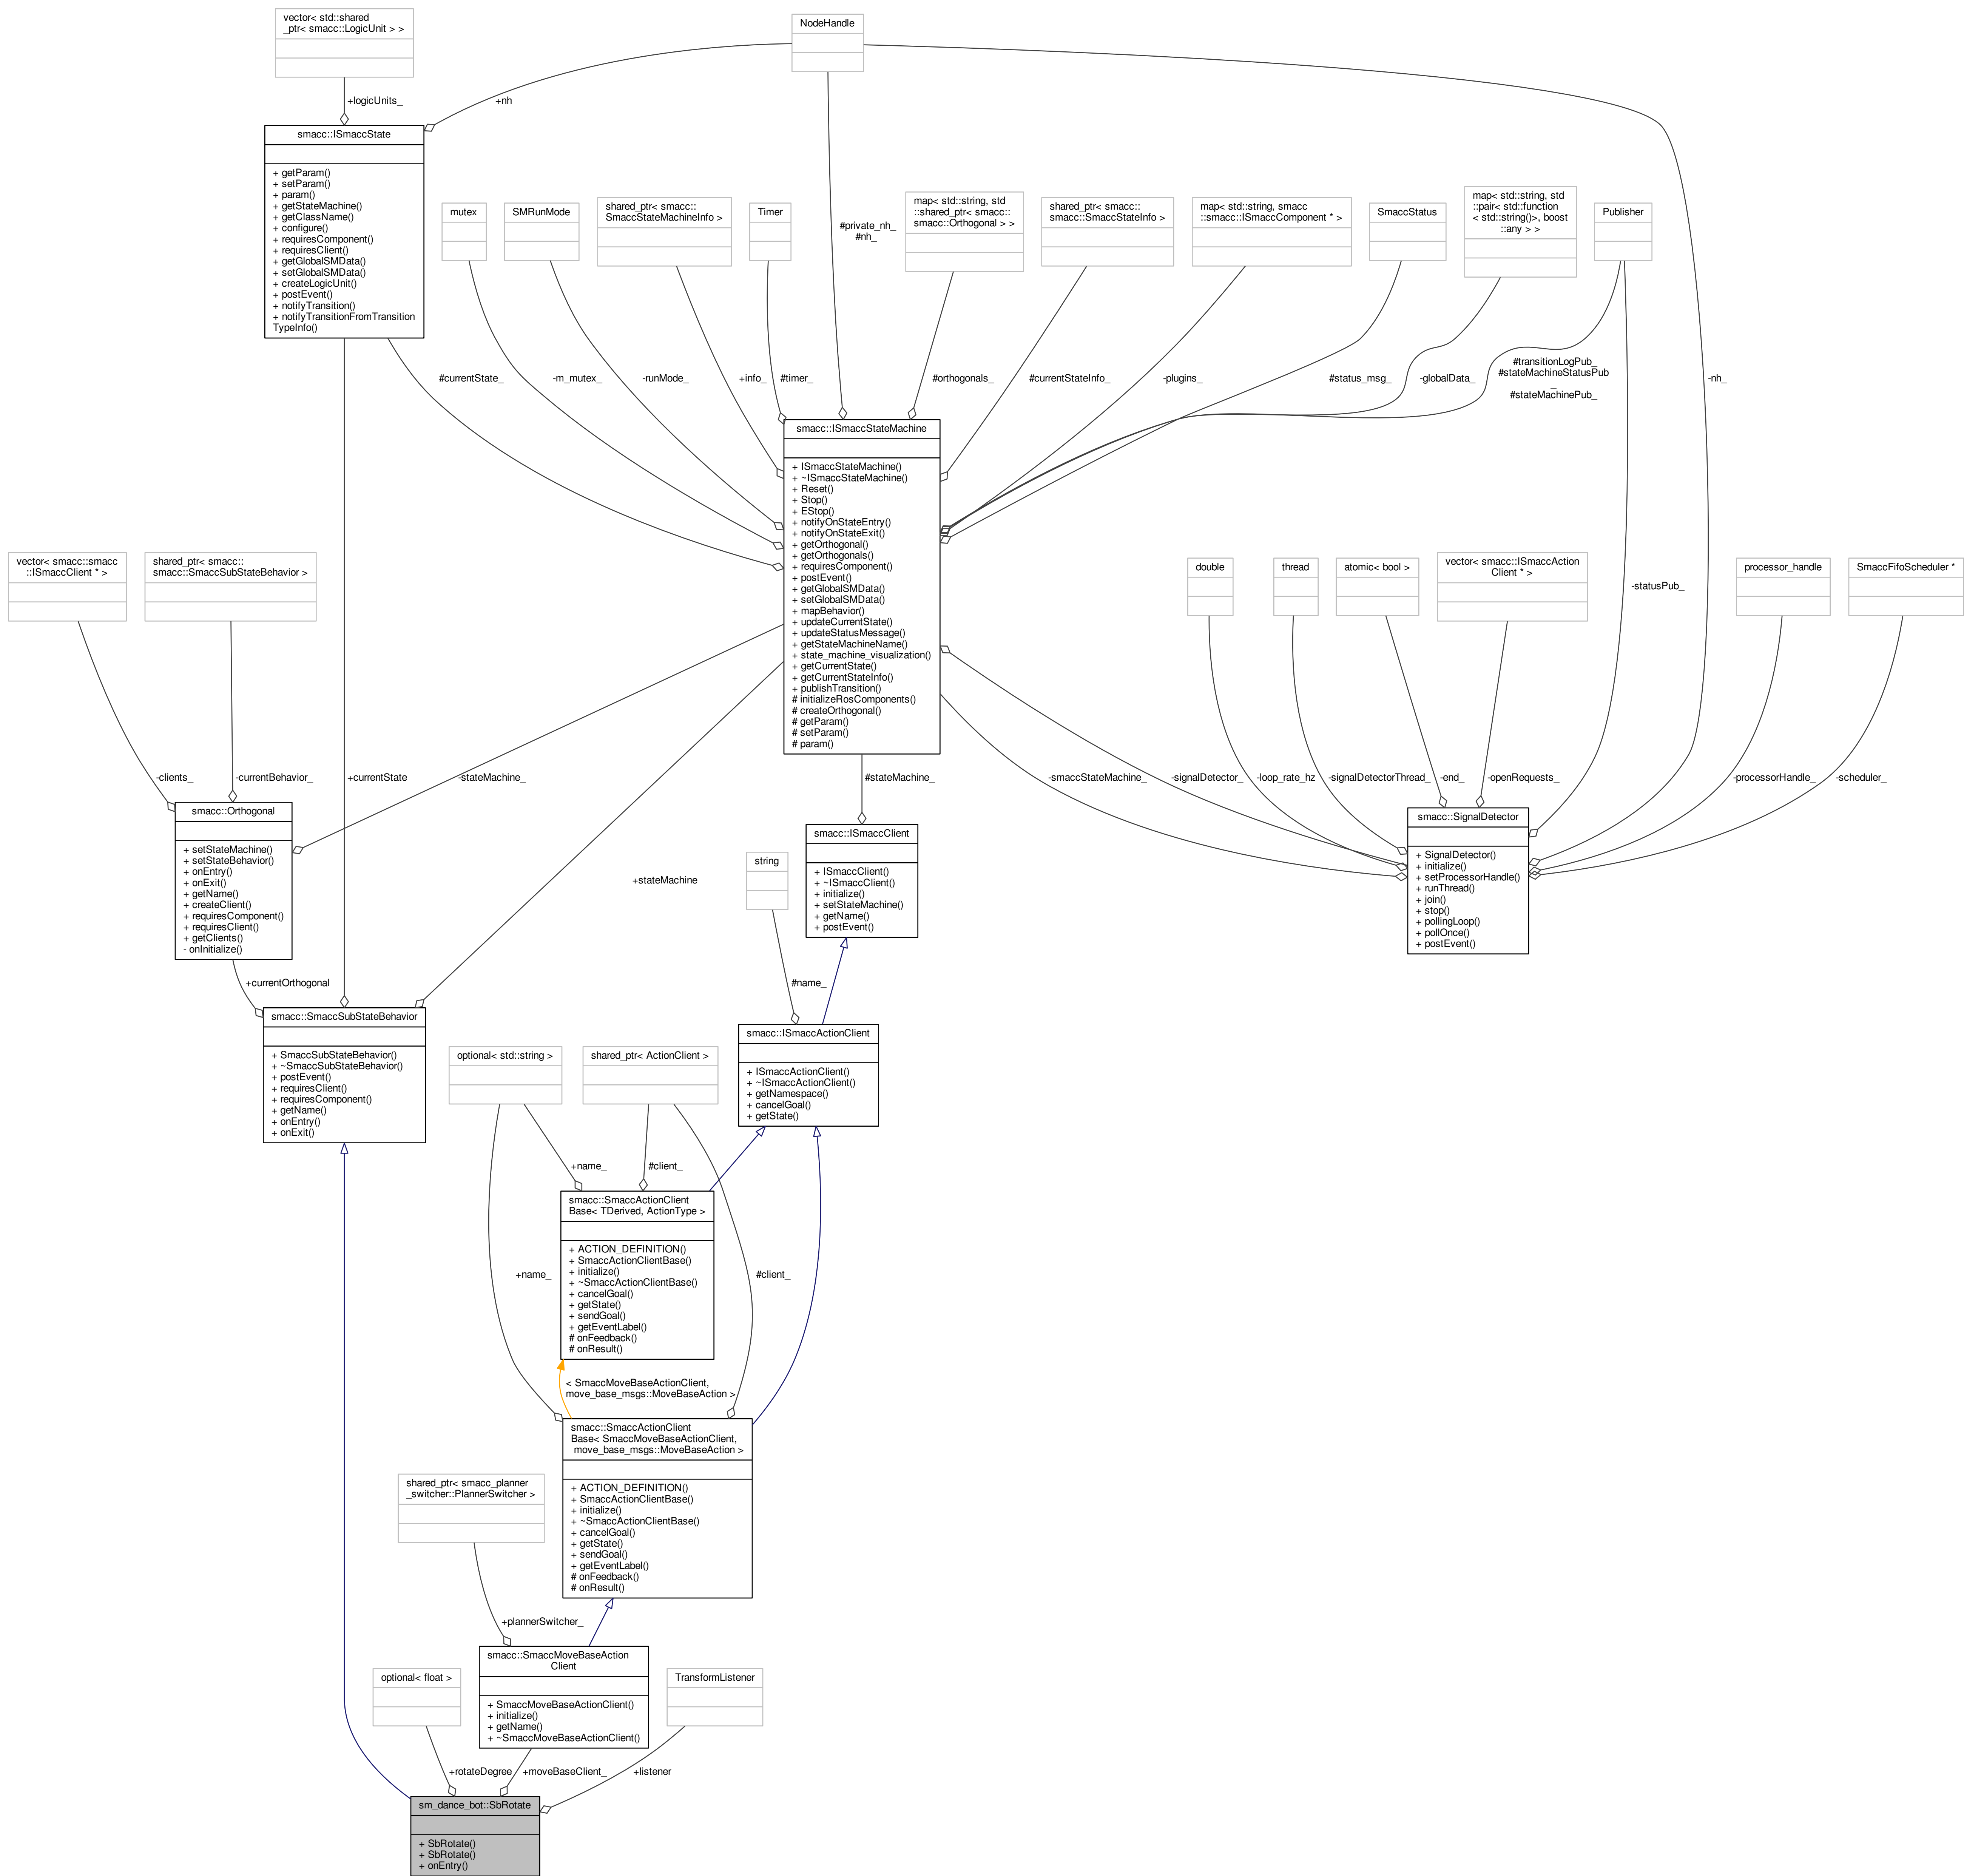 vector< std::shared
_ptr< smacc::LogicUnit > >
NodeHandle
+logicUnits_
+nh
smacc::ISmaccState
+ getParam()
+ setParam()
+ param()
+ getStateMachine()
+ getClassName()
+ configure()
+ requiresComponent()
+ requiresClient()
+ getGlobalSMData()
+ setGlobalSMData()
+ createLogicUnit()
+ postEvent()
+ notifyTransition()
+ notifyTransitionFromTransition
TypeInfo()
mutex
SMRunMode
shared_ptr< smacc::
SmaccStateMachineInfo >
Timer
#private_nh_
#nh_
map< std::string, std
::shared_ptr< smacc::
smacc::Orthogonal > >
shared_ptr< smacc::
smacc::SmaccStateInfo >
map< std::string, smacc
::smacc::ISmaccComponent * >
SmaccStatus
map< std::string, std
::pair< std::function
< std::string()>, boost
::any > >
Publisher
#currentState_
-m_mutex_
-runMode_
+info_
#timer_
#orthogonals_
#currentStateInfo_
-plugins_
#status_msg_
-globalData_
#transitionLogPub_
#stateMachineStatusPub
_
#stateMachinePub_
-nh_
smacc::ISmaccStateMachine
+ ISmaccStateMachine()
+ ~ISmaccStateMachine()
+ Reset()
+ Stop()
+ EStop()
+ notifyOnStateEntry()
+ notifyOnStateExit()
+ getOrthogonal()
+ getOrthogonals()
+ requiresComponent()
+ postEvent()
+ getGlobalSMData()
+ setGlobalSMData()
+ mapBehavior()
+ updateCurrentState()
+ updateStatusMessage()
+ getStateMachineName()
+ state_machine_visualization()
+ getCurrentState()
+ getCurrentStateInfo()
+ publishTransition()
# initializeRosComponents()
# createOrthogonal()
# getParam()
# setParam()
# param()
vector< smacc::smacc
::ISmaccClient * >
shared_ptr< smacc::
smacc::SmaccSubStateBehavior >
double
thread
atomic< bool >
vector< smacc::ISmaccAction
Client * >
-statusPub_
processor_handle
SmaccFifoScheduler *
-clients_
-currentBehavior_
+currentState
-stateMachine_
#stateMachine_
-smaccStateMachine_
-signalDetector_
-loop_rate_hz
-signalDetectorThread_
-end_
-openRequests_
-processorHandle_
-scheduler_
smacc::Orthogonal
+ setStateMachine()
+ setStateBehavior()
+ onEntry()
+ onExit()
+ getName()
+ createClient()
+ requiresComponent()
+ requiresClient()
+ getClients()
- onInitialize()
+stateMachine
string
smacc::ISmaccClient
+ ISmaccClient()
+ ~ISmaccClient()
+ initialize()
+ setStateMachine()
+ getName()
+ postEvent()
smacc::SignalDetector
+ SignalDetector()
+ initialize()
+ setProcessorHandle()
+ runThread()
+ join()
+ stop()
+ pollingLoop()
+ pollOnce()
+ postEvent()
+currentOrthogonal
#name_
smacc::SmaccSubStateBehavior
+ SmaccSubStateBehavior()
+ ~SmaccSubStateBehavior()
+ postEvent()
+ requiresClient()
+ requiresComponent()
+ getName()
+ onEntry()
+ onExit()
optional< std::string >
shared_ptr< ActionClient >
smacc::ISmaccActionClient
+ ISmaccActionClient()
+ ~ISmaccActionClient()
+ getNamespace()
+ cancelGoal()
+ getState()
+name_
#client_
smacc::SmaccActionClient
Base< TDerived, ActionType >
+ ACTION_DEFINITION()
+ SmaccActionClientBase()
+ initialize()
+ ~SmaccActionClientBase()
+ cancelGoal()
+ getState()
+ sendGoal()
+ getEventLabel()
# onFeedback()
# onResult()
+name_
#client_
< SmaccMoveBaseActionClient,
move_base_msgs::MoveBaseAction >
smacc::SmaccActionClient
Base< SmaccMoveBaseActionClient,
move_base_msgs::MoveBaseAction >
+ ACTION_DEFINITION()
+ SmaccActionClientBase()
+ initialize()
+ ~SmaccActionClientBase()
+ cancelGoal()
+ getState()
+ sendGoal()
+ getEventLabel()
# onFeedback()
# onResult()
shared_ptr< smacc_planner
_switcher::PlannerSwitcher >
+plannerSwitcher_
optional< float >
smacc::SmaccMoveBaseAction
Client
+ SmaccMoveBaseActionClient()
+ initialize()
+ getName()
+ ~SmaccMoveBaseActionClient()
TransformListener
+rotateDegree
+moveBaseClient_
+listener
sm_dance_bot::SbRotate
+ SbRotate()
+ SbRotate()
+ onEntry()